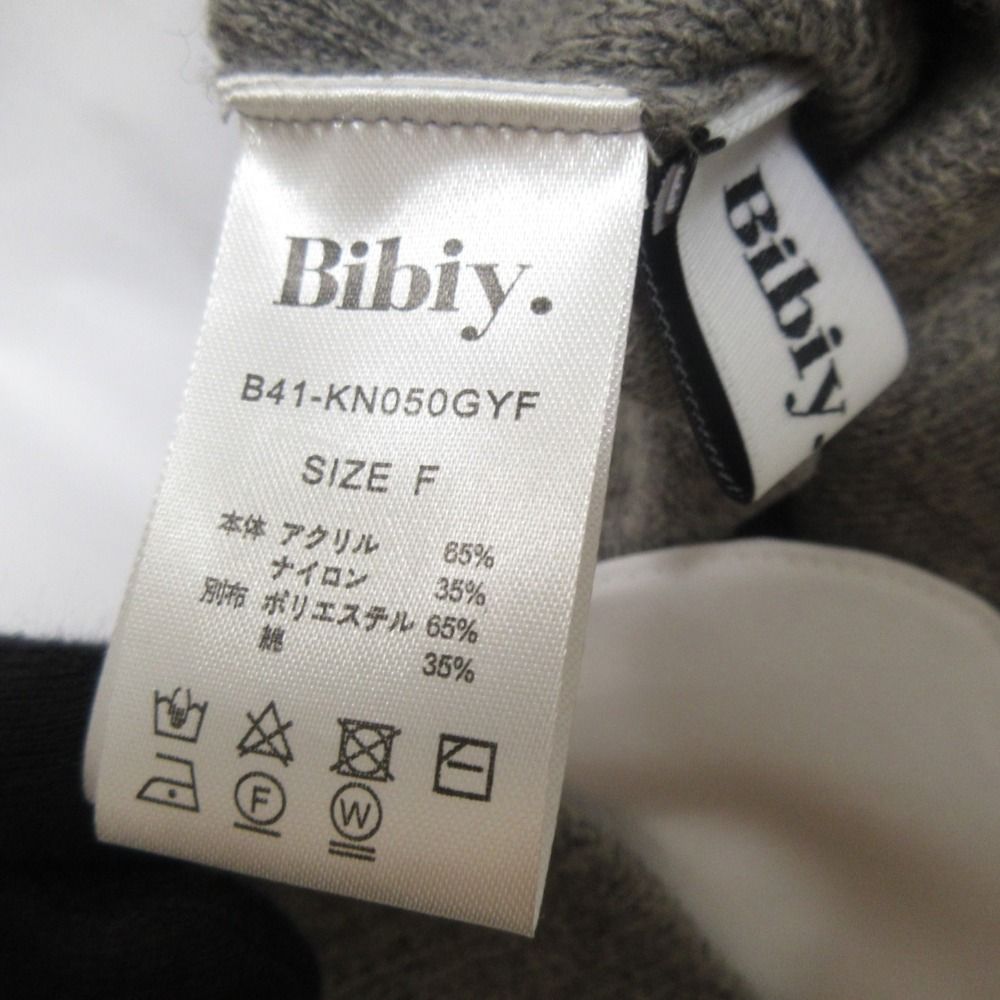 Bibiy.
B41-KN050GYF
SIZE F
本体 アクリル 65%
ナイロン 35%
別布 ポリエステル 65%
綿 35%
F
W
Bibiy.